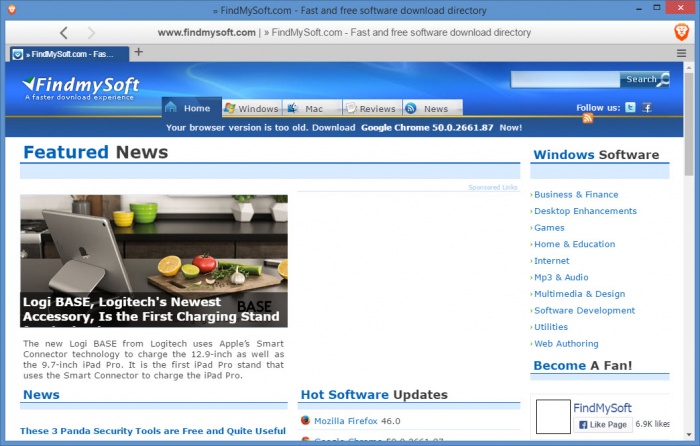 » FindMySoft.com - Fast and free software download directory
www.findmysoft.com | » FindMySoft.com - Fast and free software download directory
» FindMySoft.com - Fas...
FindmySoft
A faster download experience
Search
Home
Windows
Mac
Reviews
News
Follow us:
Your browser version is too old. Download Google Chrome 50.0.2661.87 Now!
Featured News
Sponsored Links
BASE
Logi BASE, Logitech's Newest
Accessory, Is the First Charging Stand
The new Logi BASE from Logitech uses Apple's Smart
Connector technology to charge the 12.9-inch as well as
the 9.7-inch iPad Pro. It is the first iPad Pro stand that
uses the Smart Connector to charge the iPad Pro.
News
These 3 Panda Security Tools are Free and Quite Useful
Hot Software Updates
Mozilla Firefox 46.0
Google Chrome 50.0.2661.87
Windows Software
Business & Finance
Desktop Enhancements
Games
Home & Education
Internet
Mp3 & Audio
Multimedia & Design
Software Development
Utilities
Web Authoring
Become A Fan!
FindMySoft
Like Page
6.9K likes